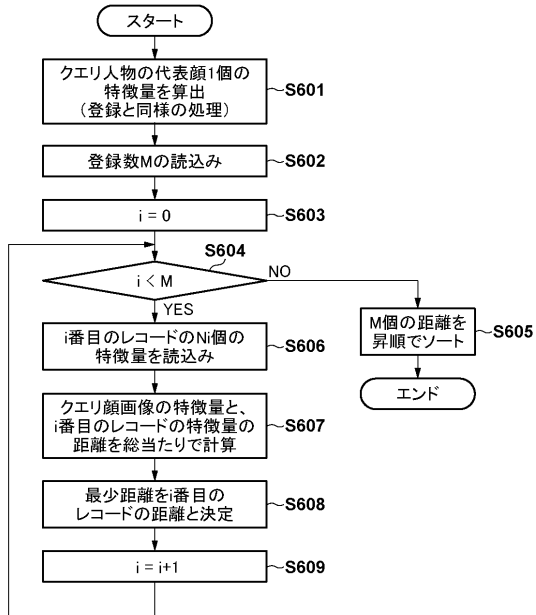 スタート
クエリ人物の代表顔1個の
特徴量を算出
（登録と同様の処理）
S601
登録数Mの読込み
S602
i = 0
S603
S604
i < M
NO
YES
M個の距離を
昇順でソート
S605
エンド
i番目のレコードのNi個の
特徴量を読込み
S606
クエリ顔画像の特徴量と、
i番目のレコードの特徴量の
距離を総当たりで計算
S607
最少距離をi番目の
レコードの距離と決定
S608
i = i+1
S609